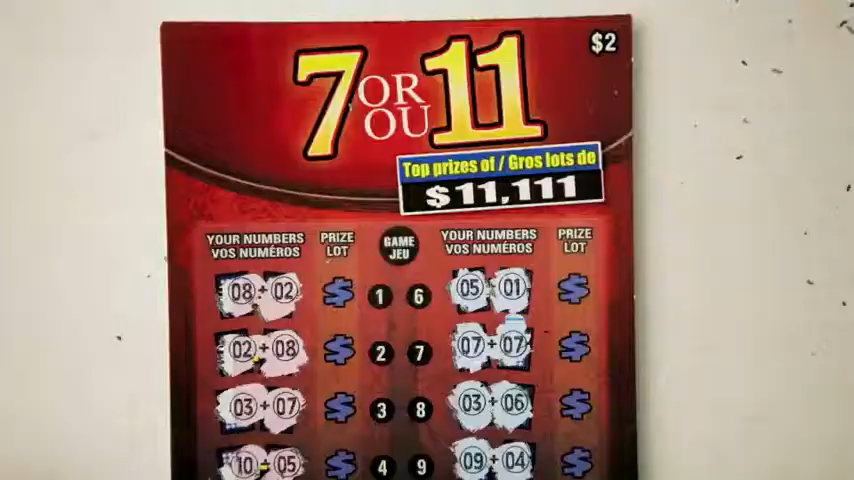 $2
7 OR OU 11
Top prizes of / Gros lots de
$11,111
YOUR NUMBERS PRIZE GAME YOUR NUMBERS PRIZE
VOS NUMÉROS LOT JEU VOS NUMÉROS LOT
08 + 02 $ 1 6 05 01 $
02 + 08 $ 2 7 07 + 07 $
03 + 07 $ 3 8 03 + 06 $
10 + 05 $ 4 9 09 + 04 $